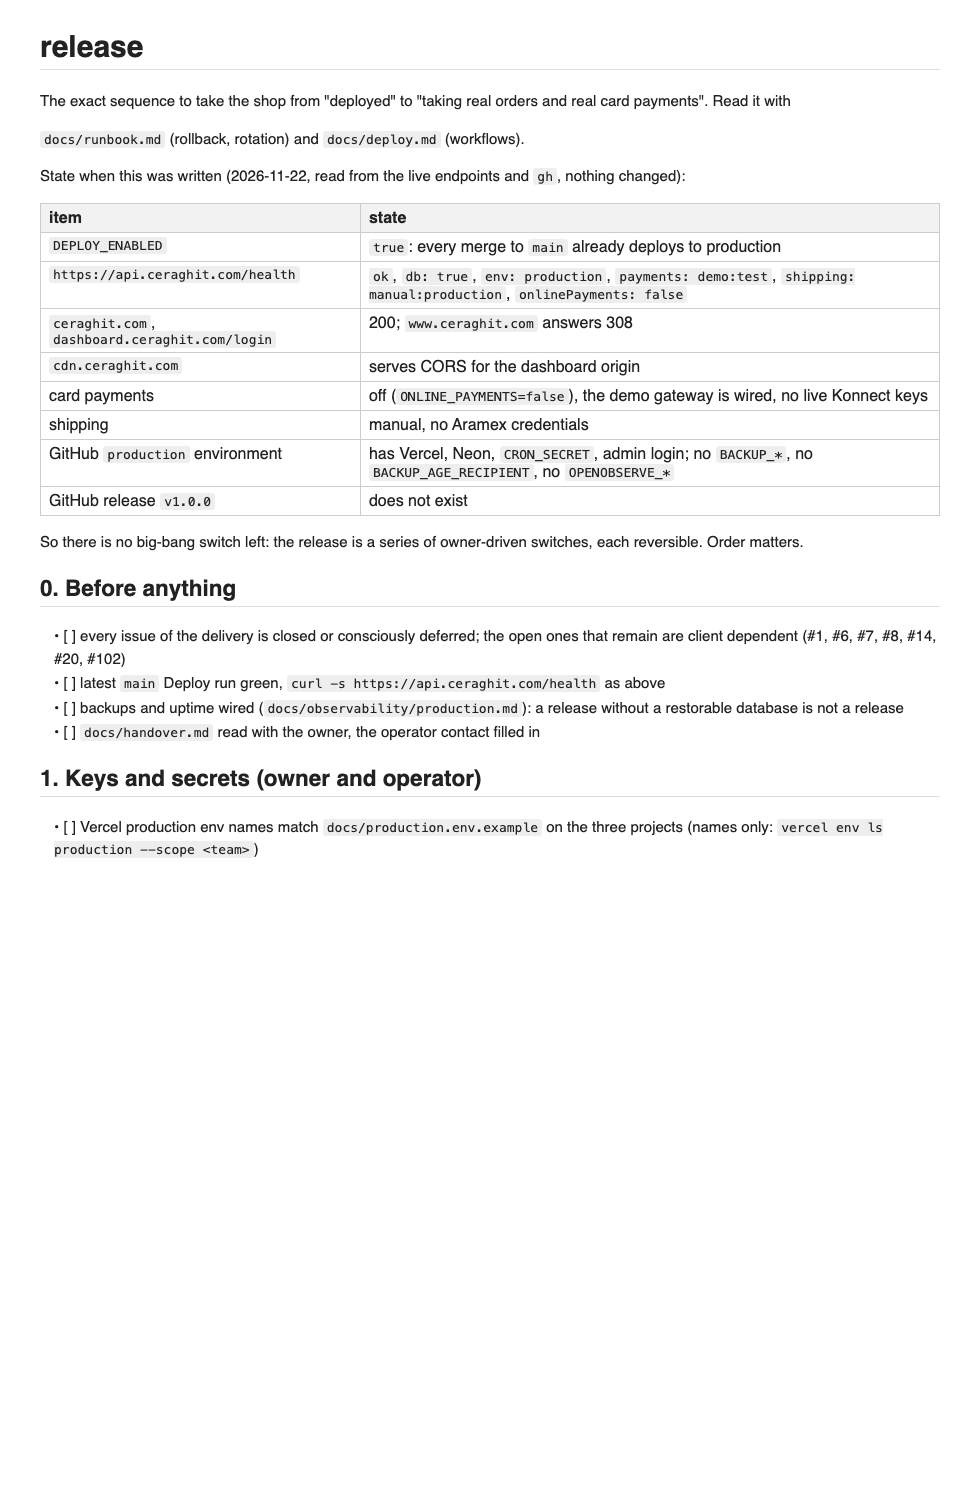 release
The exact sequence to take the shop from "deployed" to "taking real orders and real card payments". Read it with
docs/runbook.md (rollback, rotation) and docs/deploy.md (workflows).
State when this was written (2026-11-22, read from the live endpoints and gh, nothing changed):
item state
DEPLOY_ENABLED true: every merge to main already deploys to production
https://api.ceraghit.com/health ok, db: true, env: production, payments: demo:test, shipping:
manual:production, onlinePayments: false
ceraghit.com, 200; www.ceraghit.com answers 308
dashboard.ceraghit.com/login
cdn.ceraghit.com serves CORS for the dashboard origin
card payments off (ONLINE_PAYMENTS=false), the demo gateway is wired, no live Konnect keys
shipping manual, no Aramex credentials
GitHub production environment has Vercel, Neon, CRON_SECRET, admin login; no BACKUP_*, no
BACKUP_AGE_RECIPIENT, no OPENOBSERVE_*
GitHub release v1.0.0 does not exist
So there is no big-bang switch left: the release is a series of owner-driven switches, each reversible. Order matters.
0. Before anything
• [ ] every issue of the delivery is closed or consciously deferred; the open ones that remain are client dependent (#1, #6, #7, #8, #14,
#20, #102)
• [ ] latest main Deploy run green, curl -s https://api.ceraghit.com/health as above
• [ ] backups and uptime wired (docs/observability/production.md): a release without a restorable database is not a release
• [ ] docs/handover.md read with the owner, the operator contact filled in
1. Keys and secrets (owner and operator)
• [ ] Vercel production env names match docs/production.env.example on the three projects (names only: vercel env ls
production --scope <team>)